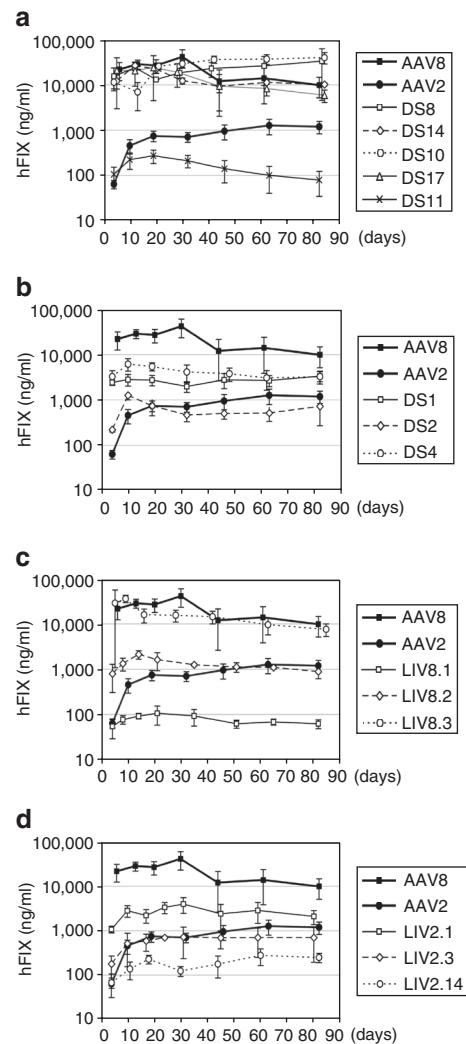 a
100,000
10,000
1,000
100
10
hFIX (ng/ml)
0 10 20 30 40 50 60 70 80 90 (days)
AAV8
AAV2
DS8
DS14
DS10
DS17
DS11
b
100,000
10,000
1,000
100
10
hFIX (ng/ml)
0 10 20 30 40 50 60 70 80 90 (days)
AAV8
AAV2
DS1
DS2
DS4
c
100,000
10,000
1,000
100
10
hFIX (ng/ml)
0 10 20 30 40 50 60 70 80 90 (days)
AAV8
AAV2
LIV8.1
LIV8.2
LIV8.3
d
100,000
10,000
1,000
100
10
hFIX (ng/ml)
0 10 20 30 40 50 60 70 80 90 (days)
AAV8
AAV2
LIV2.1
LIV2.3
LIV2.14